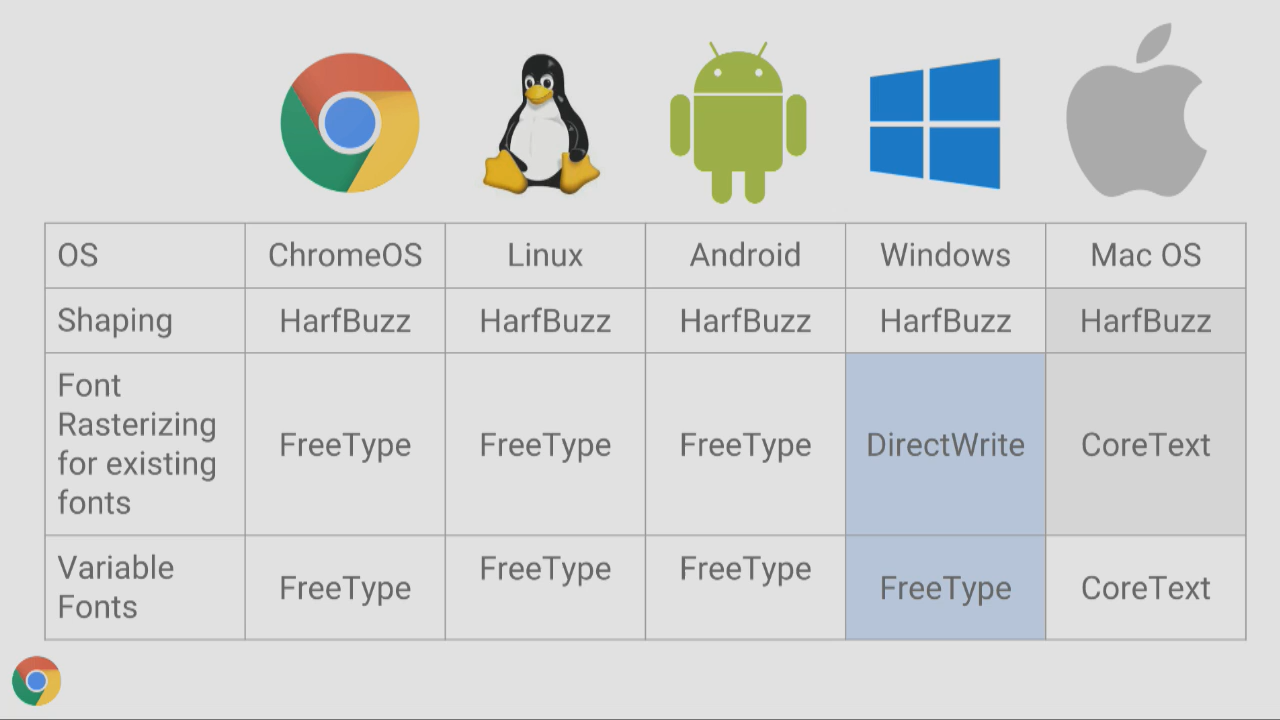 OS ChromeOS Linux Android Windows Mac OS
Shaping HarfBuzz HarfBuzz HarfBuzz HarfBuzz HarfBuzz
Font
Rasterizing
for existing
fonts
FreeType FreeType FreeType DirectWrite CoreText
Variable
Fonts
FreeType FreeType FreeType FreeType CoreText